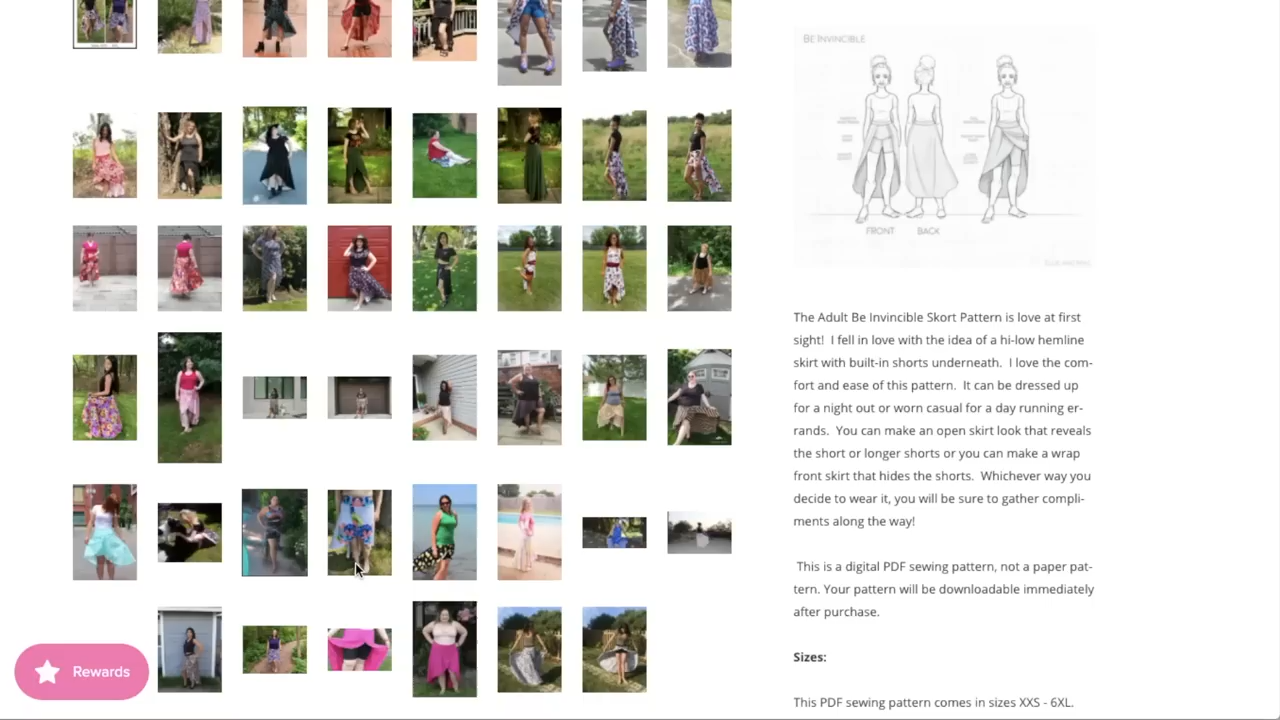 BE INVINCIBLE
FRONT
BACK
The Adult Be Invincible Skort Pattern is love at first
sight!  I fell in love with the idea of a hi-low hemline
skirt with built-in shorts underneath.  I love the com-
fort and ease of this pattern.  It can be dressed up
for a night out or worn casual for a day running er-
rands.  You can make an open skirt look that reveals
the short or longer shorts or you can make a wrap
front skirt that hides the shorts.  Whichever way you
decide to wear it, you will be sure to gather compli-
ments along the way!
This is a digital PDF sewing pattern, not a paper pat-
tern. Your pattern will be downloadable immediately
after purchase.
Sizes:
This PDF sewing pattern comes in sizes XXS - 6XL.
Rewards